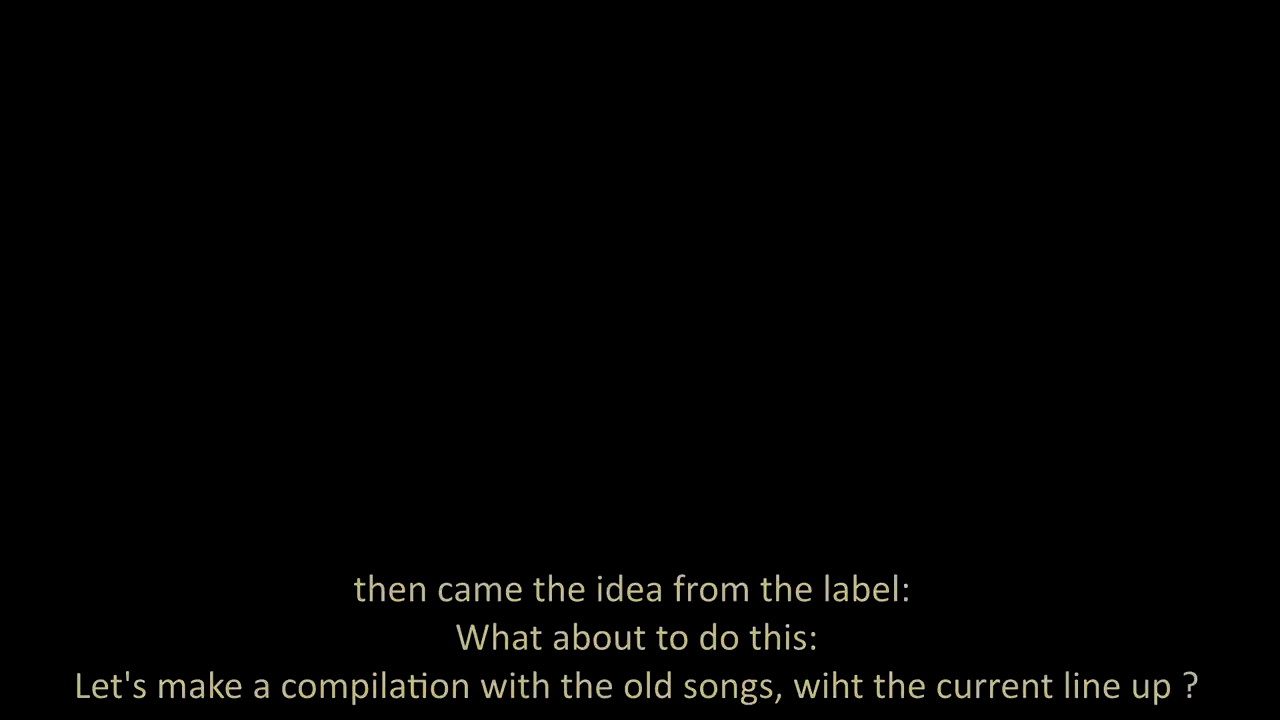 then came the idea from the label:
What about to do this:
Let's make a compilation with the old songs, wiht the current line up ?